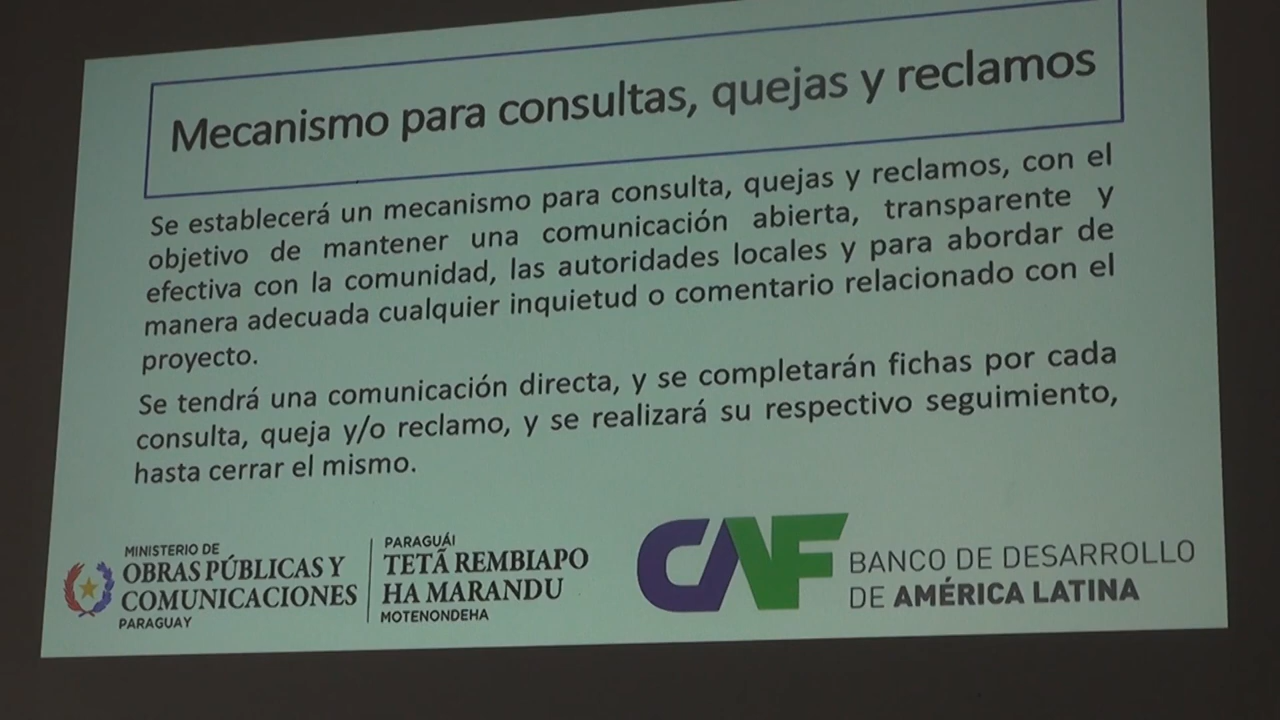 Mecanismo para consultas, quejas y reclamos
Se establecerá un mecanismo para consulta, quejas y reclamos, con el
objetivo de mantener una comunicación abierta, transparente y
efectiva con la comunidad, las autoridades locales y para abordar de
manera adecuada cualquier inquietud o comentario relacionado con el
proyecto.
Se tendrá una comunicación directa, y se completarán fichas por cada
consulta, queja y/o reclamo, y se realizará su respectivo seguimiento,
hasta cerrar el mismo.
MINISTERIO DE
OBRAS PÚBLICAS Y
COMUNICACIONES
PARAGUAY
PARAGUÁI
TETÃ REMBIAPO
HA MARANDU
MOTENONDEHA
CAF
BANCO DE DESARROLLO
DE AMÉRICA LATINA